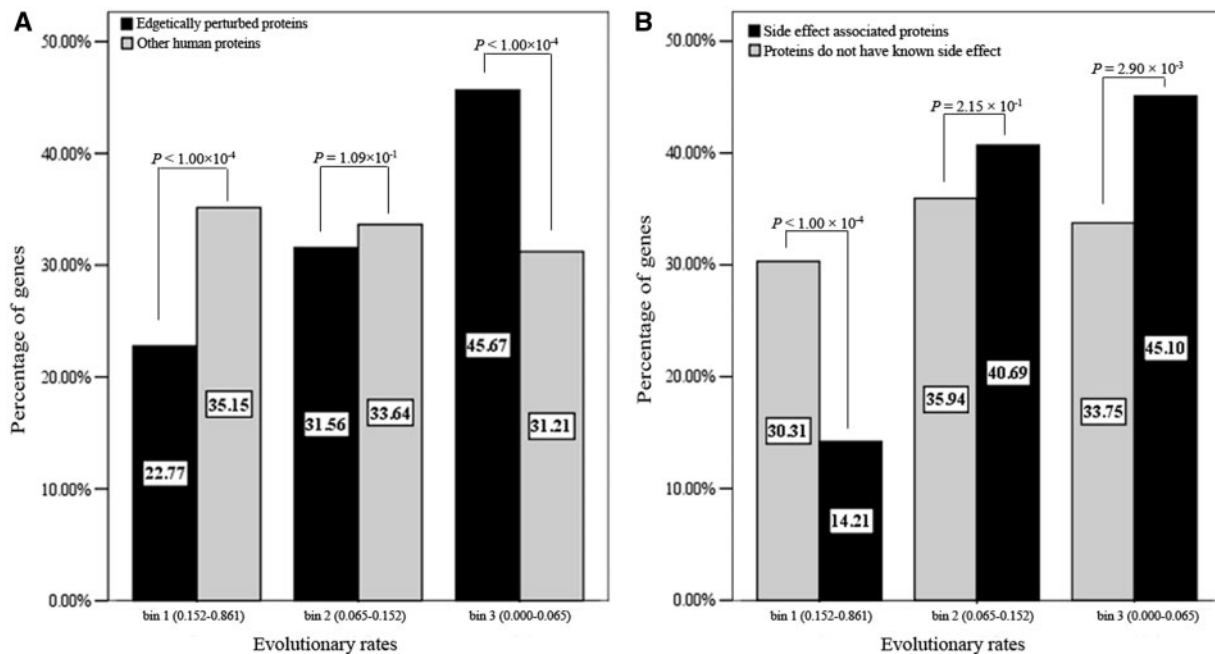 A
Edgetically perturbed proteins
Other human proteins
50.00%
40.00%
30.00%
20.00%
10.00%
0.00%
Percentage of genes
P < 1.00×10⁻⁴
P = 1.09×10⁻¹
P < 1.00×10⁻⁴
22.77
35.15
31.56
33.64
45.67
31.21
bin 1 (0.152-0.861)
bin 2 (0.065-0.152)
bin 3 (0.000-0.065)
Evolutionary rates
B
Side effect associated proteins
Proteins do not have known side effect
50.00%
40.00%
30.00%
20.00%
10.00%
0.00%
Percentage of genes
P < 1.00 × 10⁻⁴
P = 2.15 × 10⁻¹
P = 2.90 × 10⁻³
30.31
14.21
35.94
40.69
33.75
45.10
bin 1 (0.152-0.861)
bin 2 (0.065-0.152)
bin 3 (0.000-0.065)
Evolutionary rates